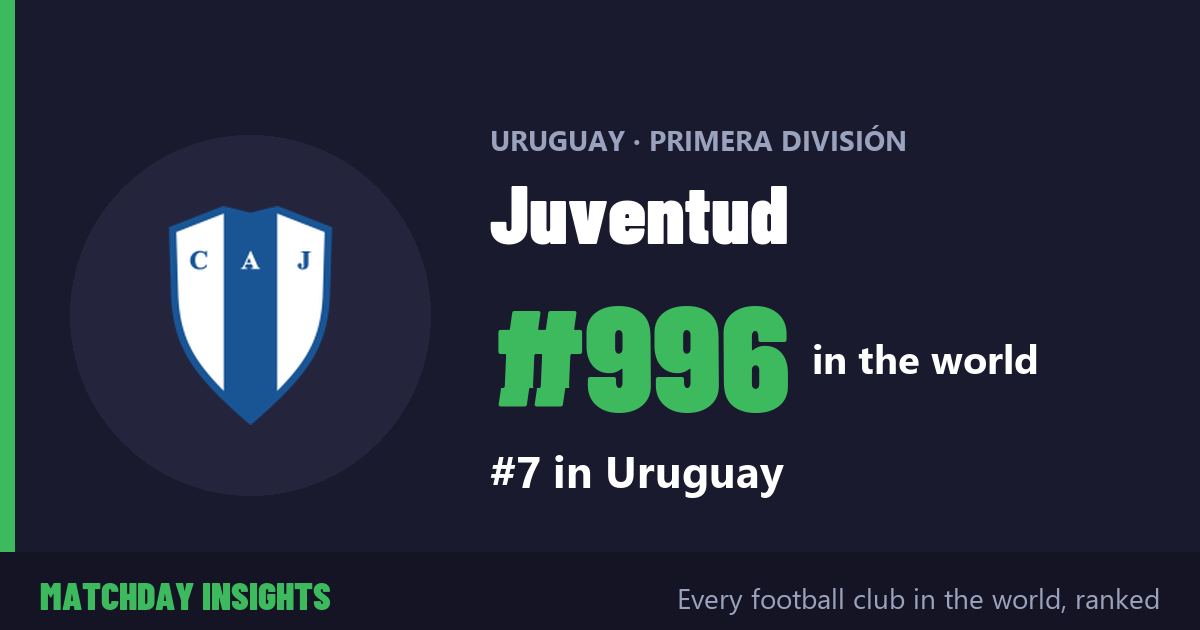 URUGUAY · PRIMERA DIVISIÓN
Juventud
C A J
#996 in the world
#7 in Uruguay
MATCHDAY INSIGHTS
Every football club in the world, ranked